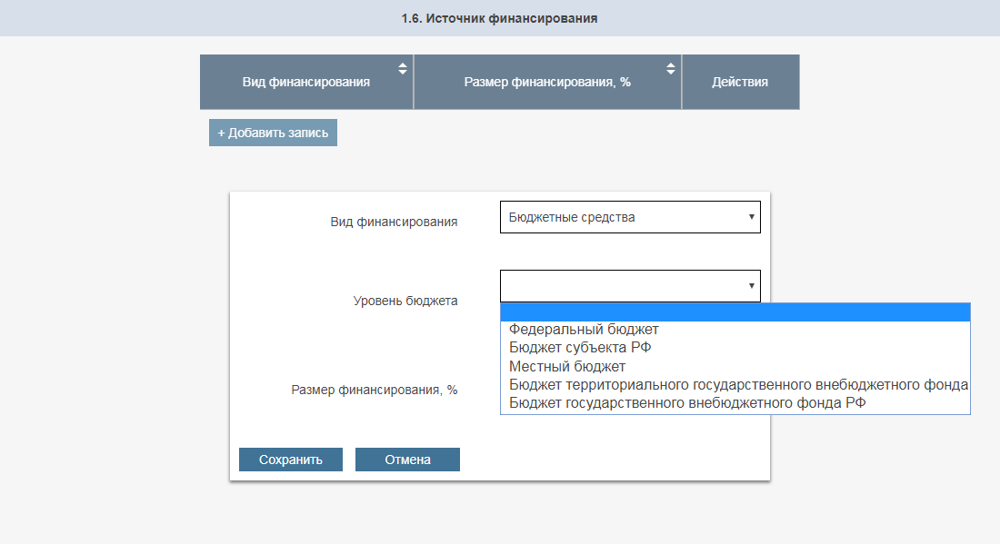 1.6. Источник финансирования
Вид финансирования
Размер финансирования, %
Действия
+ Добавить запись
Вид финансирования
Бюджетные средства
Уровень бюджета
Федеральный бюджет
Бюджет субъекта РФ
Местный бюджет
Бюджет территориального государственного внебюджетного фонда
Бюджет государственного внебюджетного фонда РФ
Размер финансирования, %
Сохранить
Отмена